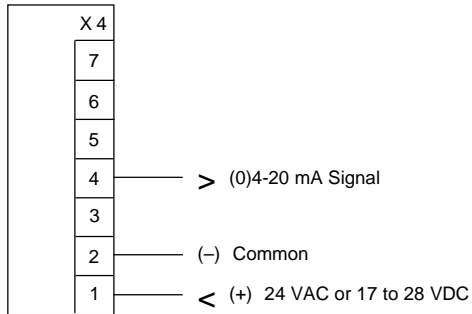 X 4
7
6
5
4 > (0)4-20 mA Signal
3
2 (–) Common
1 < (+) 24 VAC or 17 to 28 VDC